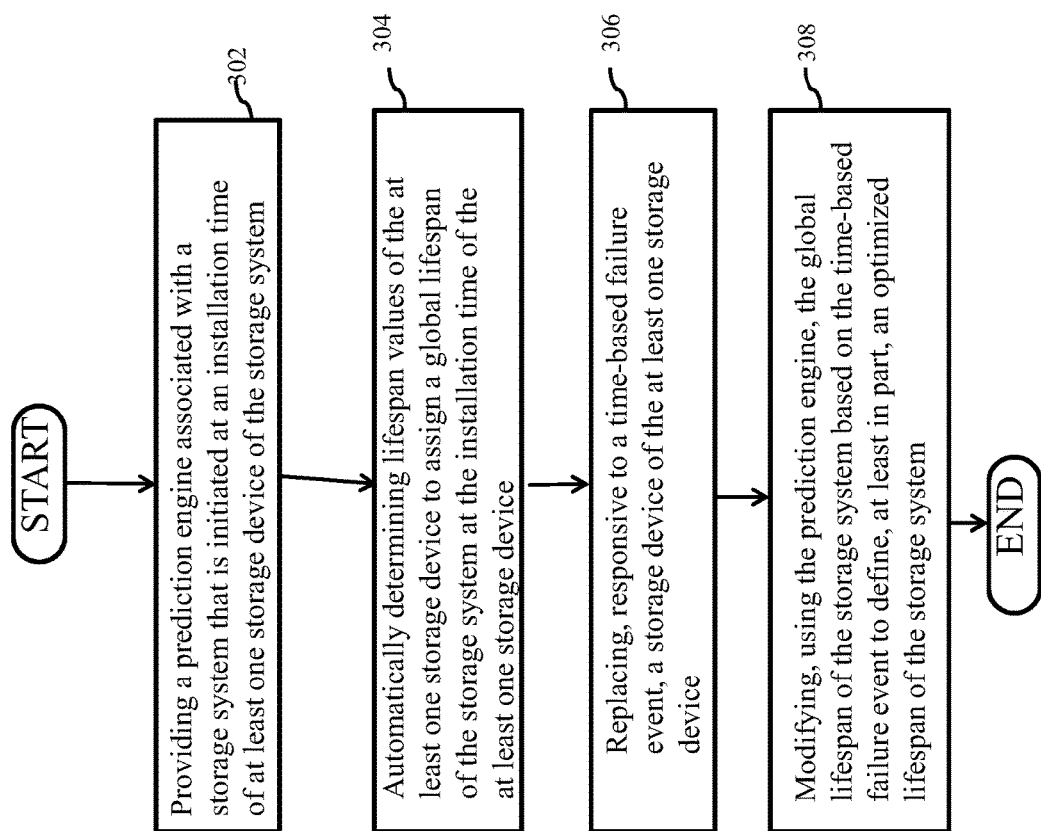 START
302
Providing a prediction engine associated with a
storage system that is initiated at an installation time
of at least one storage device of the storage system
304
Automatically determining lifespan values of the at
least one storage device to assign a global lifespan
of the storage system at the installation time of the
at least one storage device
306
Replacing, responsive to a time-based failure
event, a storage device of the at least one storage
device
308
Modifying, using the prediction engine, the global
lifespan of the storage system based on the time-based
failure event to define, at least in part, an optimized
lifespan of the storage system
END